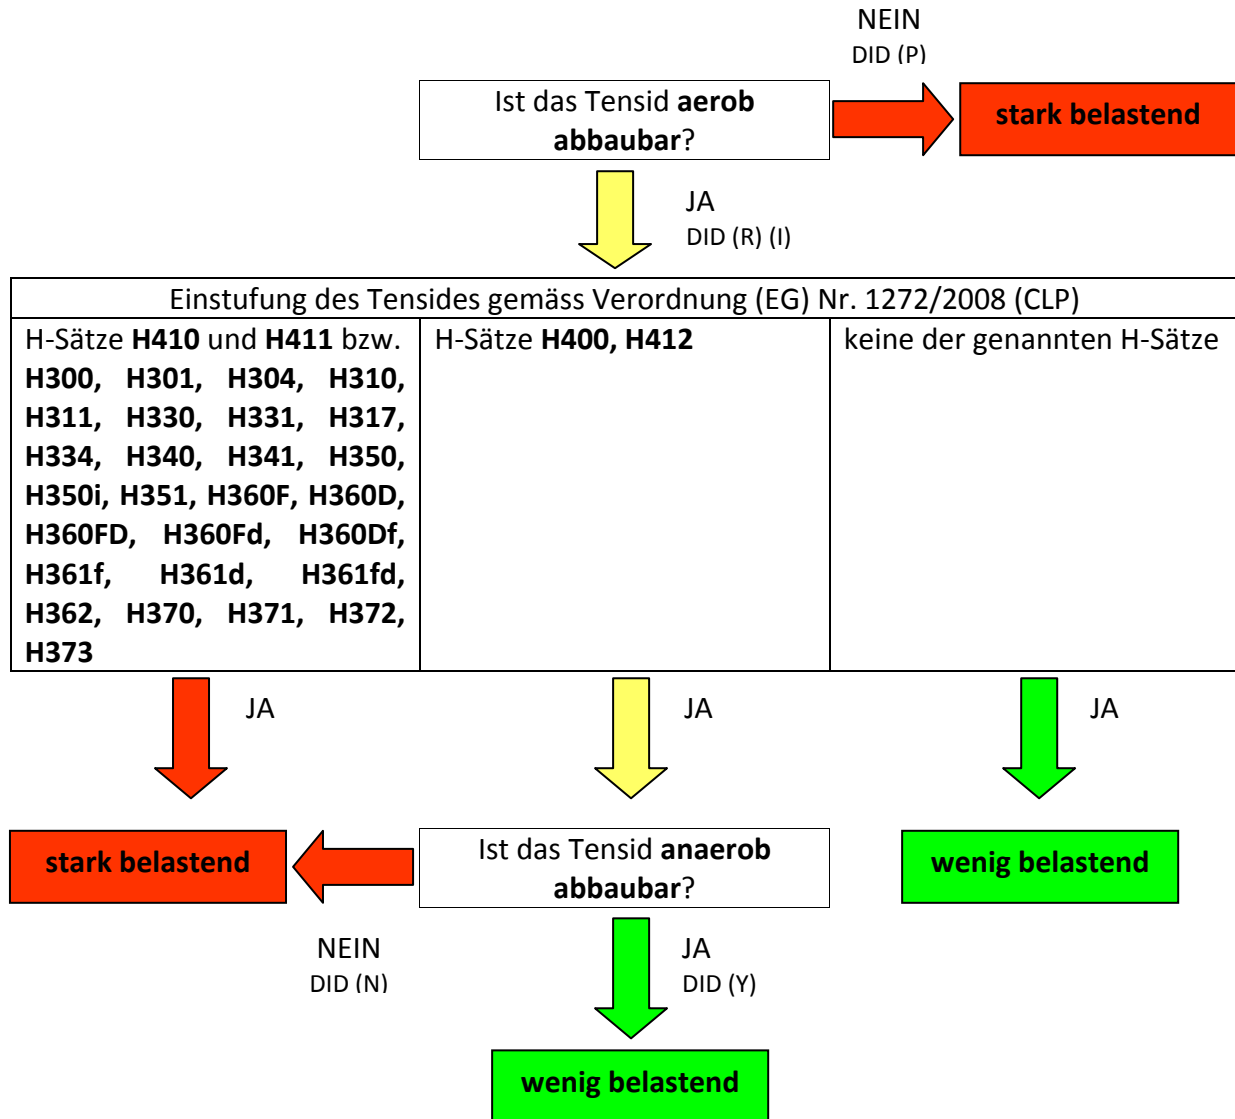 NEIN
DID (P)
Ist das Tensid aerob
abbaubar?
stark belastend
JA
DID (R) (I)
Einstufung des Tensides gemäss Verordnung (EG) Nr. 1272/2008 (CLP)
H-Sätze H410 und H411 bzw.
H300, H301, H304, H310,
H311, H330, H331, H317,
H334, H340, H341, H350,
H350i, H351, H360F, H360D,
H360FD, H360Fd, H360Df,
H361f, H361d, H361fd,
H362, H370, H371, H372,
H373
H-Sätze H400, H412
keine der genannten H-Sätze
JA
JA
JA
stark belastend
Ist das Tensid anaerob
abbaubar?
wenig belastend
NEIN
DID (N)
JA
DID (Y)
wenig belastend